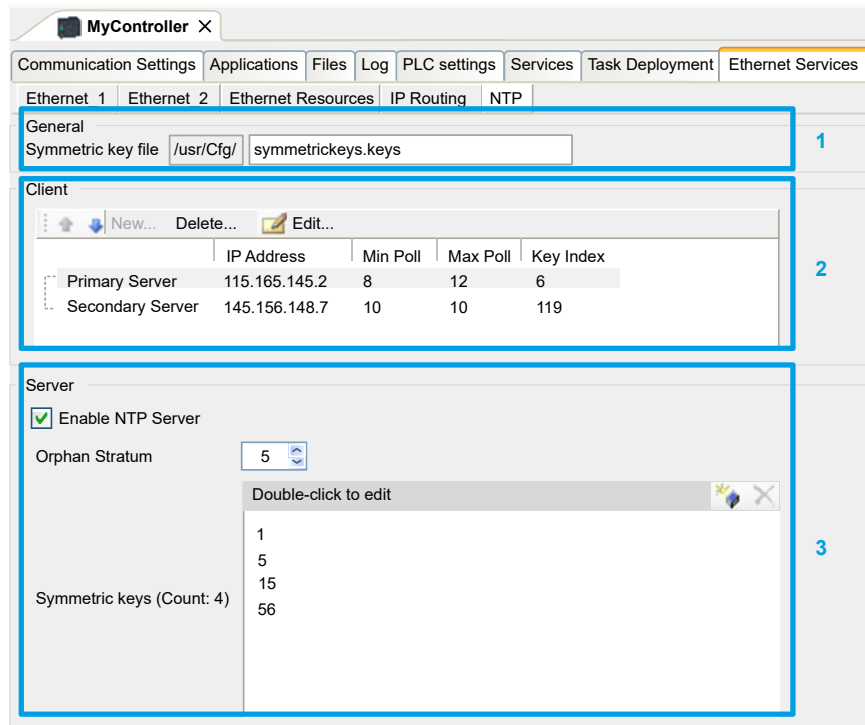 MyController
Communication Settings Applications Files Log PLC settings Services Task Deployment Ethernet Services
Ethernet_1 Ethernet_2 Ethernet Resources IP Routing NTP
General
Symmetric key file /usr/Cfg/ symmetrickeys.keys
1
Client
New... Delete... Edit...
IP Address Min Poll Max Poll Key Index
Primary Server 115.165.145.2 8 12 6
2
Secondary Server 145.156.148.7 10 10 119
Server
Enable NTP Server
Orphan Stratum 5
Double-click to edit
1
5
3
15
Symmetric keys (Count: 4)
56